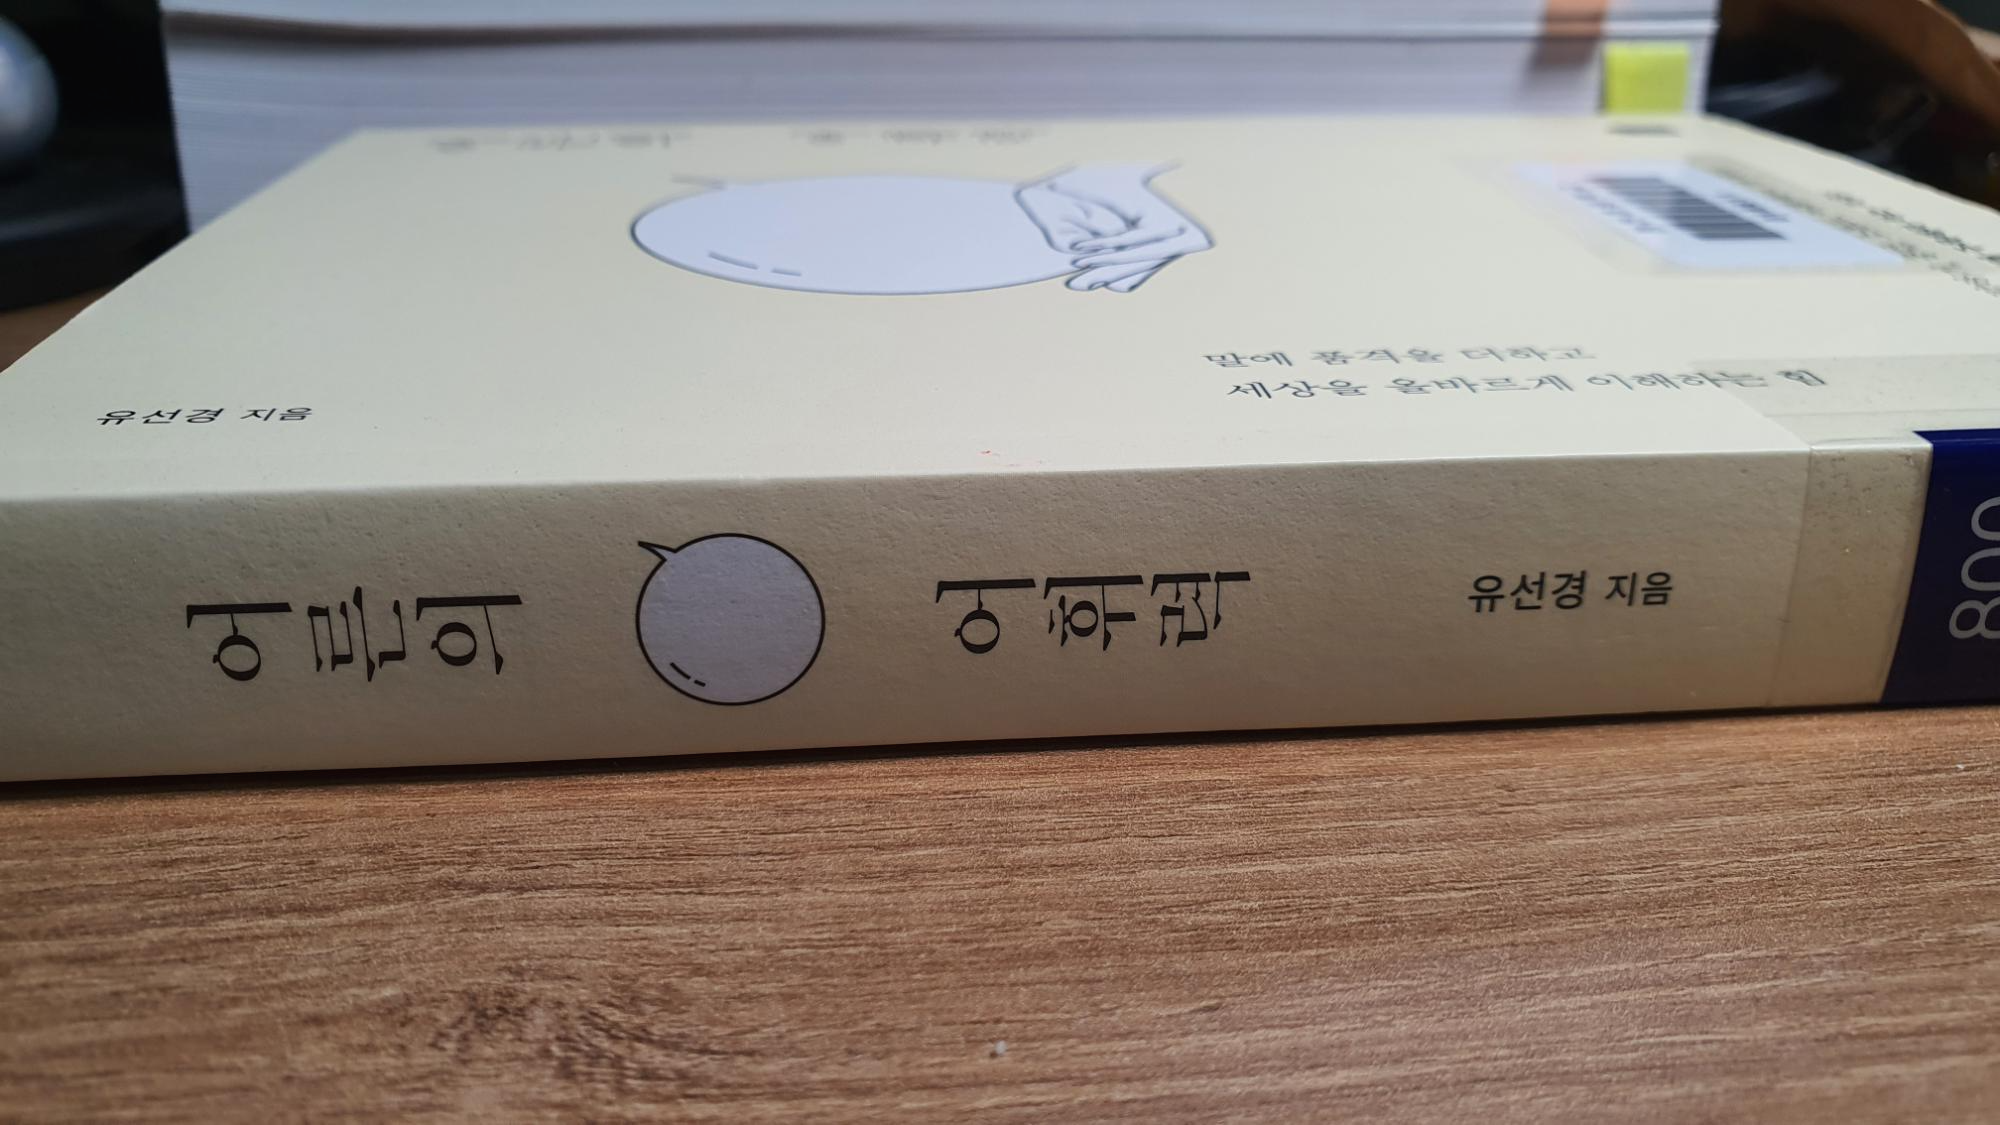 유선경 지음
말에 품격을 더하고
세상을 올바르게 이해하는 힘
어른의 어휘력
유선경 지음
800